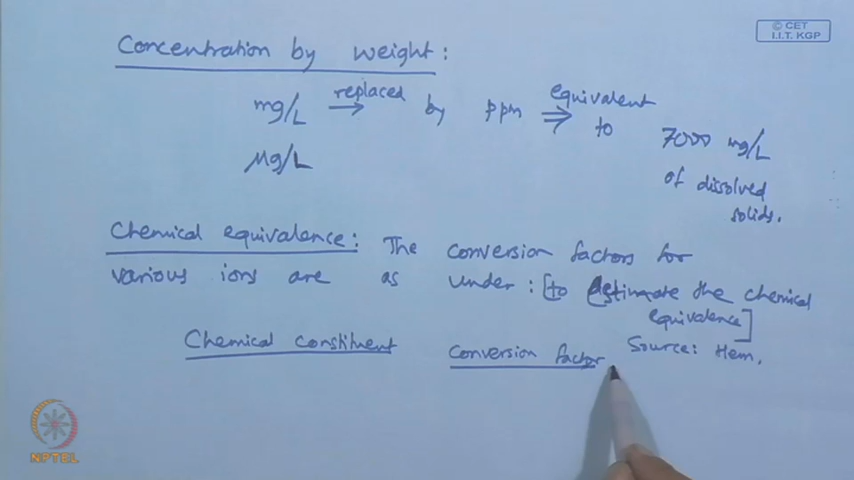 © CET
I.I.T. KGP
Concentration by weight:
mg/L replaced by ppm equivalent to 7000 mg/L
µg/L
of dissolved
solids.
Chemical equivalence: The conversion factors for
various ions are as under: [to estimate the chemical
equivalence]
Chemical constituent Conversion factor Source: Hem.
NPTEL